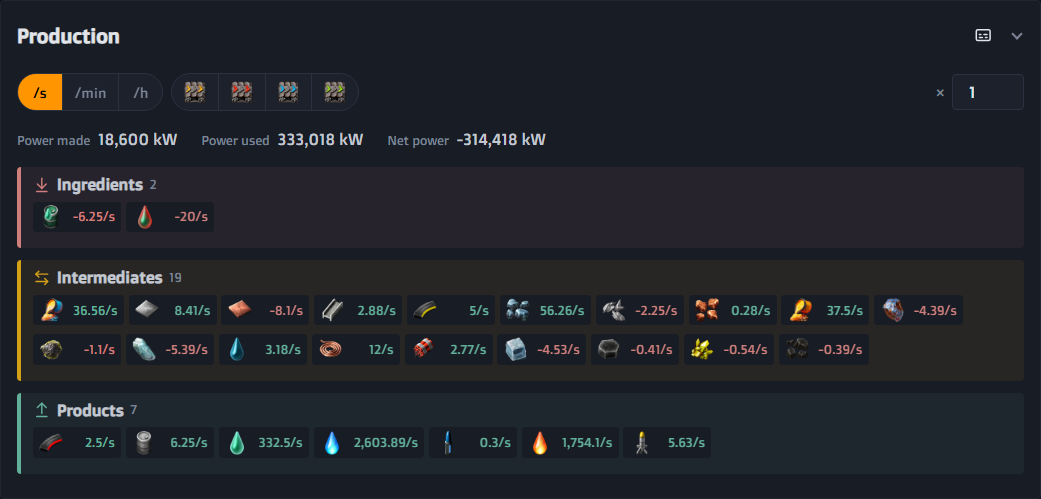 Production
/s /min /h × 1
Power made 18,600 kW Power used 333,018 kW Net power -314,418 kW
Ingredients 2
-6.25/s -20/s
Intermediates 19
36.56/s 8.41/s -8.1/s 2.88/s 5/s 56.26/s -2.25/s 0.28/s 37.5/s -4.39/s
-1.1/s -5.39/s 3.18/s 12/s 2.77/s -4.53/s -0.41/s -0.54/s -0.39/s
Products 7
2.5/s 6.25/s 332.5/s 2,603.89/s 0.3/s 1,754.1/s 5.63/s